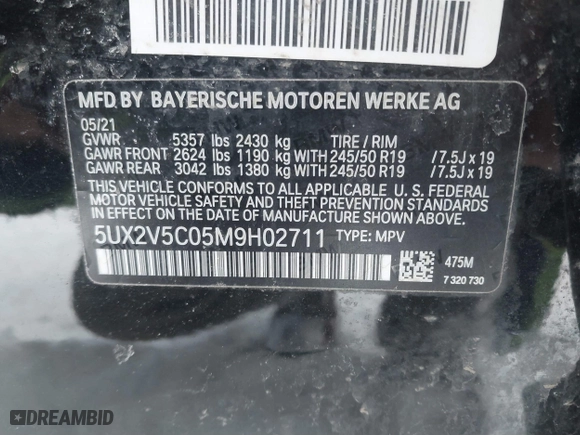 MFD BY BAYERISCHE MOTOREN WERKE AG
05/21
GVWR 5357 lbs 2430 kg TIRE / RIM
GAWR FRONT 2624 lbs 1190 kg WITH 245/50 R19 /7.5J x 19
GAWR REAR 3042 lbs 1380 kg WITH 245/50 R19 /7.5J x 19
THIS VEHICLE CONFORMS TO ALL APPLICABLE U. S. FEDERAL
MOTOR VEHICLE SAFETY AND THEFT PREVENTION STANDARDS
IN EFFECT ON THE DATE OF MANUFACTURE SHOWN
ABOVE.
5UX2V5C05M9H02711 TYPE: MPV
475M
7 320 730
DREAMBID